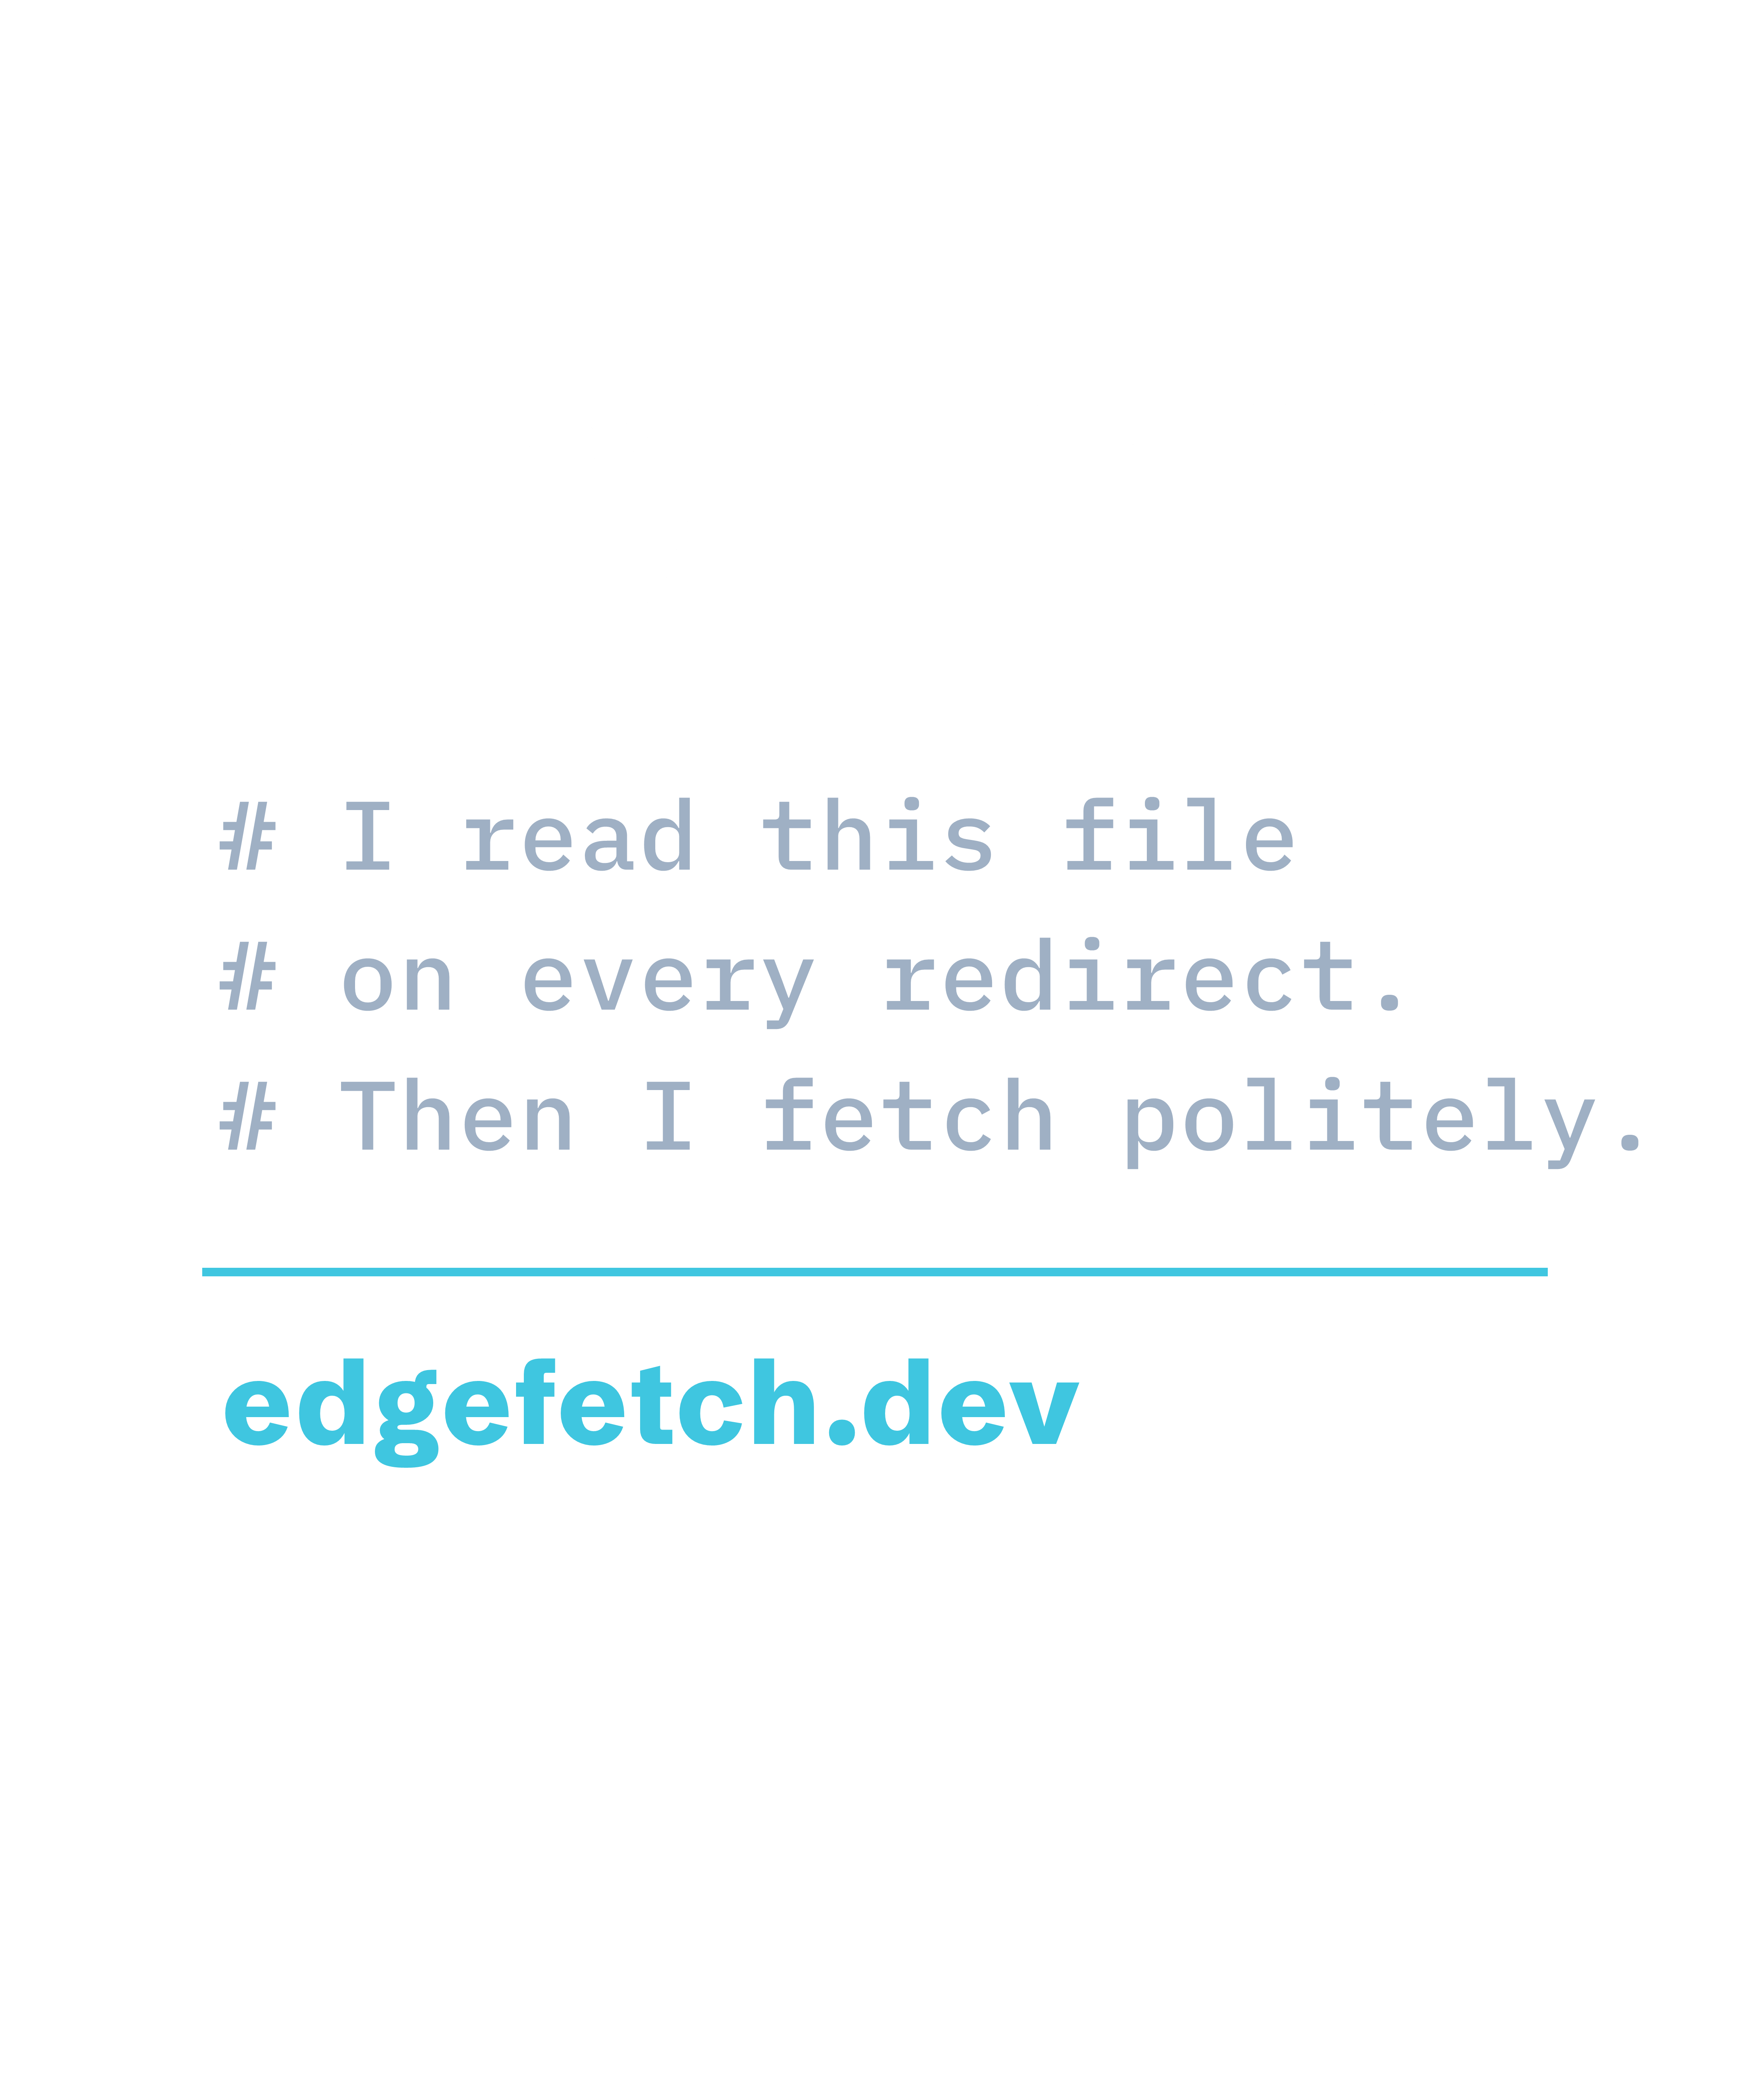 # I read this file
# on every redirect.
# Then I fetch politely.
edgefetch.dev